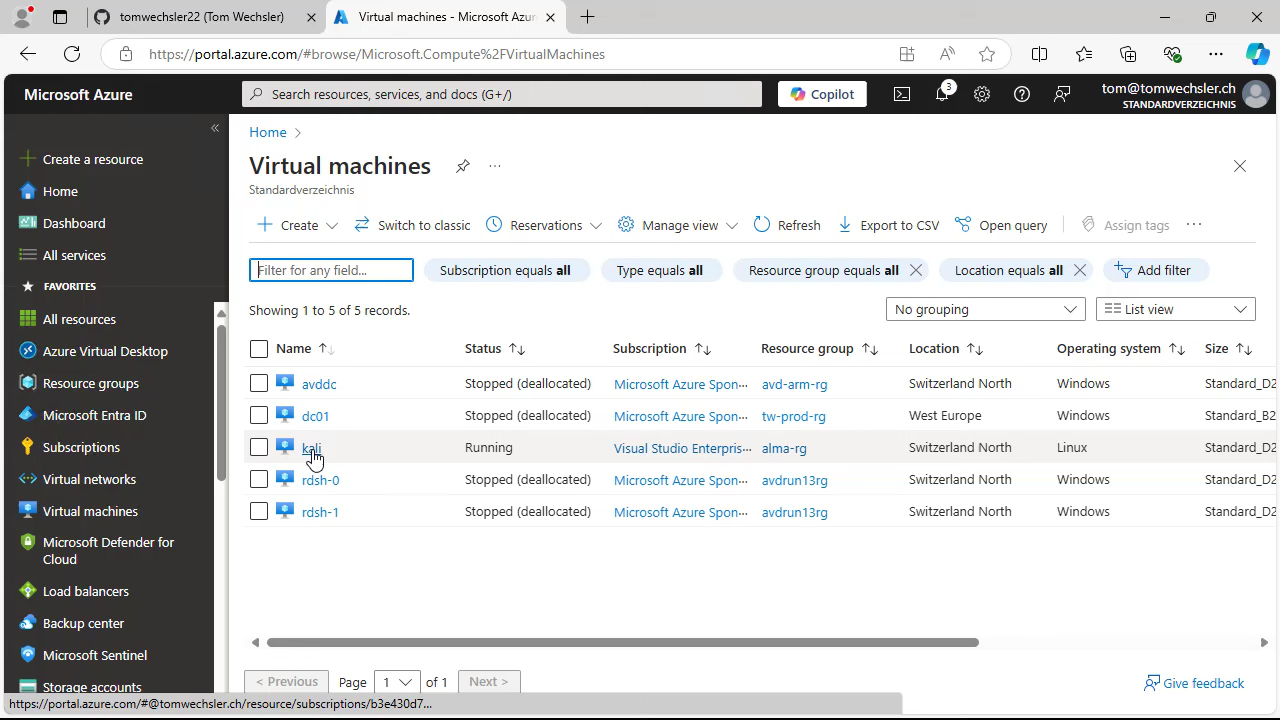 tomwechsler22 (Tom Wechsler)
Virtual machines - Microsoft Azur
https://portal.azure.com/#browse/Microsoft.Compute%2FVirtualMachines
Microsoft Azure
Search resources, services, and docs (G+/)
Copilot
3
tom@tomwechsler.ch
STANDARDVERZEICHNIS
Create a resource
Home
Dashboard
All services
FAVORITES
All resources
Azure Virtual Desktop
Resource groups
Microsoft Entra ID
Subscriptions
Virtual networks
Virtual machines
Microsoft Defender for
Cloud
Load balancers
Backup center
Microsoft Sentinel
Storage accounts
Home >
Virtual machines
Standardverzeichnis
Create Switch to classic Reservations Manage view Refresh Export to CSV Open query Assign tags
Filter for any field... Subscription equals all Type equals all Resource group equals all Location equals all Add filter
Showing 1 to 5 of 5 records. No grouping List view
Name Status Subscription Resource group Location Operating system Size
avddc Stopped (deallocated) Microsoft Azure Spon··· avd-arm-rg Switzerland North Windows Standard_D2
dc01 Stopped (deallocated) Microsoft Azure Spon··· tw-prod-rg West Europe Windows Standard_B2
kali Running Visual Studio Enterpris··· alma-rg Switzerland North Linux Standard_D2
rdsh-0 Stopped (deallocated) Microsoft Azure Spon··· avdrun13rg Switzerland North Windows Standard_D2
rdsh-1 Stopped (deallocated) Microsoft Azure Spon··· avdrun13rg Switzerland North Windows Standard_D2
< Previous Page 1 of 1 Next > Give feedback
https://portal.azure.com/#@tomwechsler.ch/resource/subscriptions/b3e430d7...